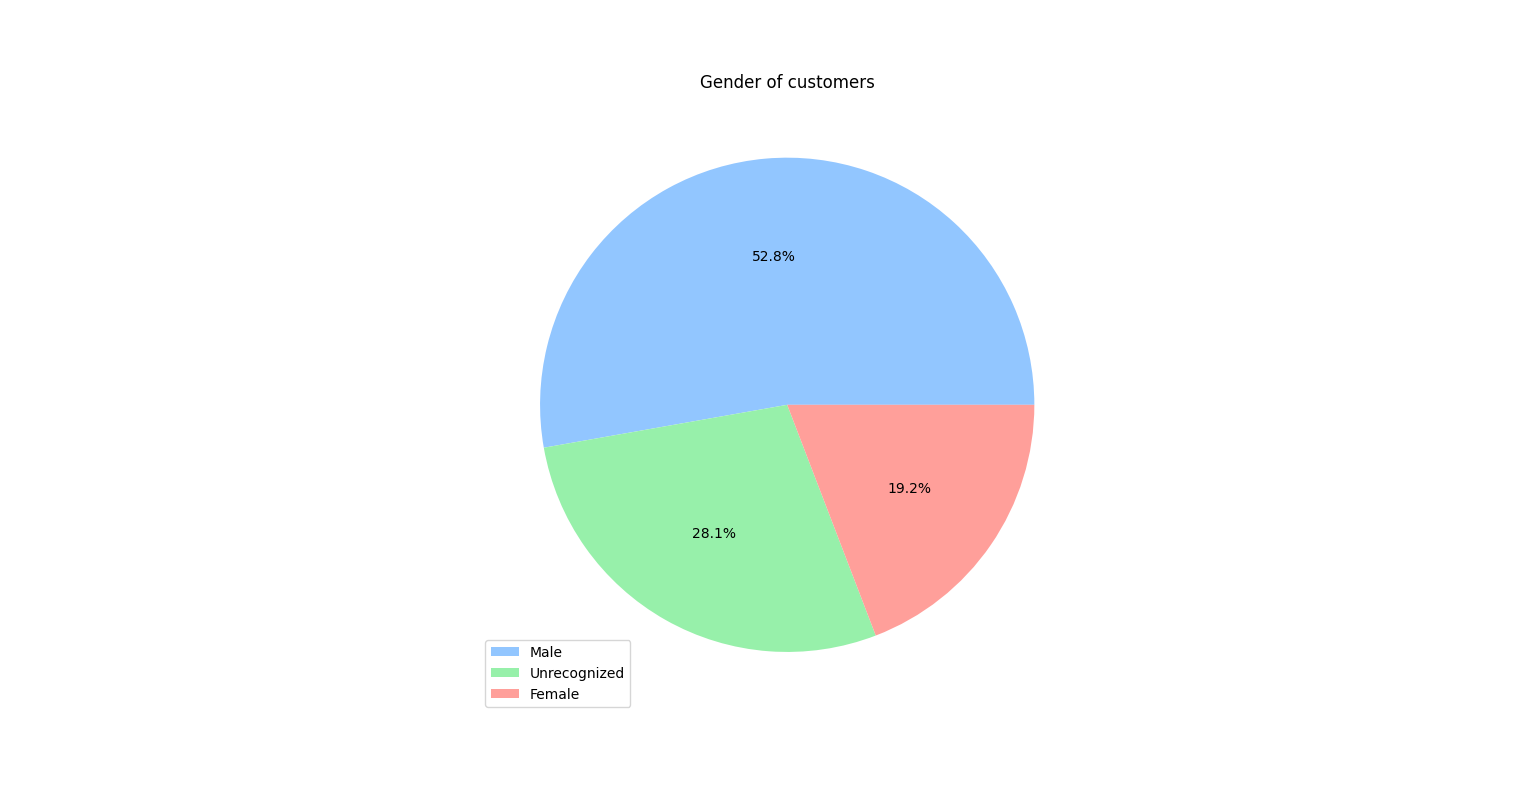 Gender of customers
52.8%
19.2%
28.1%
Male
Unrecognized
Female